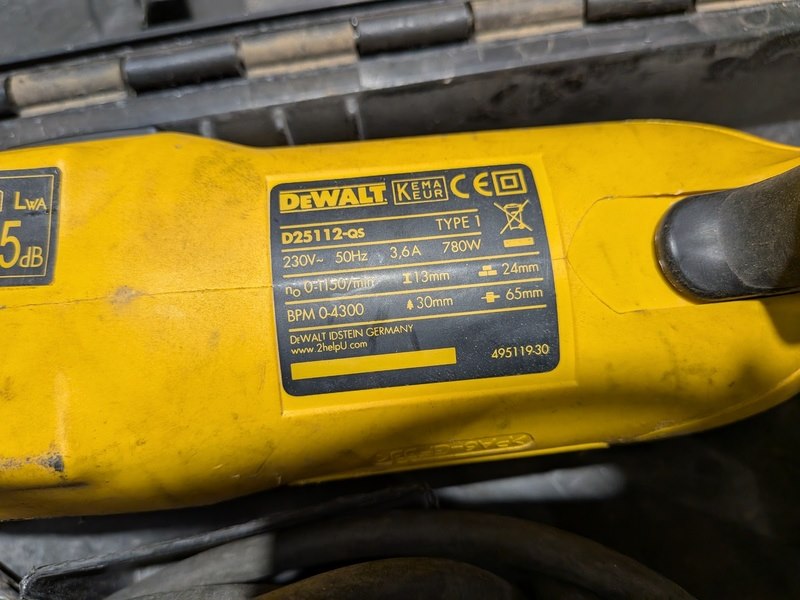 LWA
5dB
DEWALT KEMA KEUR CE
D25112-QS TYPE 1
230V~ 50Hz 3,6A 780W
n0 0-1150/min 13mm 24mm
BPM 0-4300 30mm 65mm
DEWALT IDSTEIN GERMANY
www.2helpU.com
495119-30